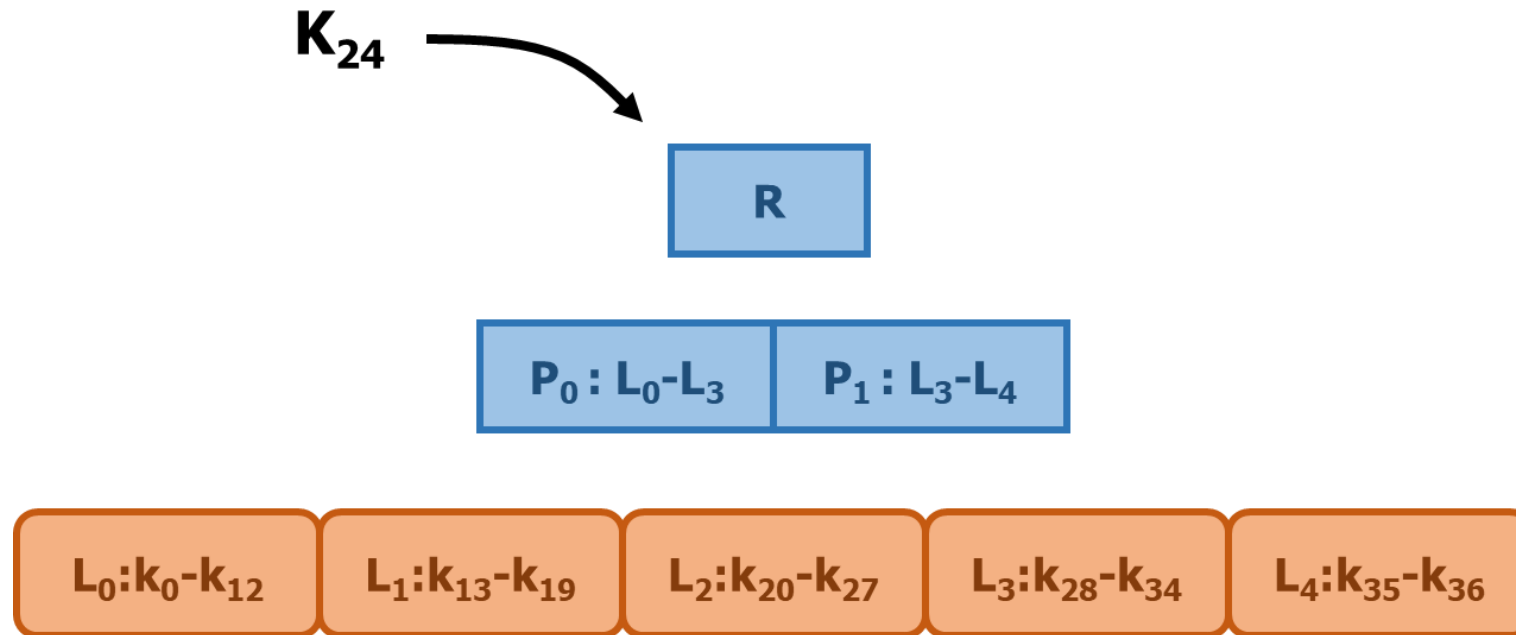 K₂₄
R
P₀ : L₀-L₃ P₁ : L₃-L₄
L₀:k₀-k₁₂ L₁:k₁₃-k₁₉ L₂:k₂₀-k₂₇ L₃:k₂₈-k₃₄ L₄:k₃₅-k₃₆